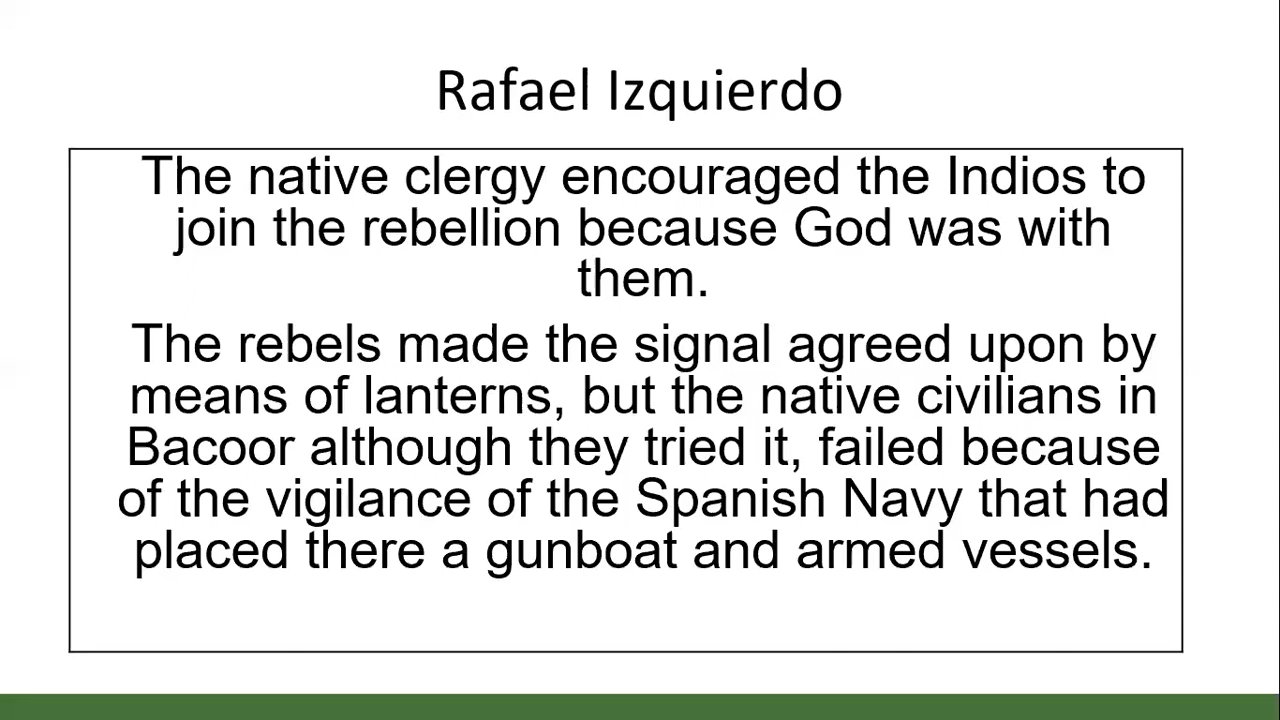 Rafael Izquierdo
The native clergy encouraged the Indios to
join the rebellion because God was with
them.
The rebels made the signal agreed upon by
means of lanterns, but the native civilians in
Bacoor although they tried it, failed because
of the vigilance of the Spanish Navy that had
placed there a gunboat and armed vessels.